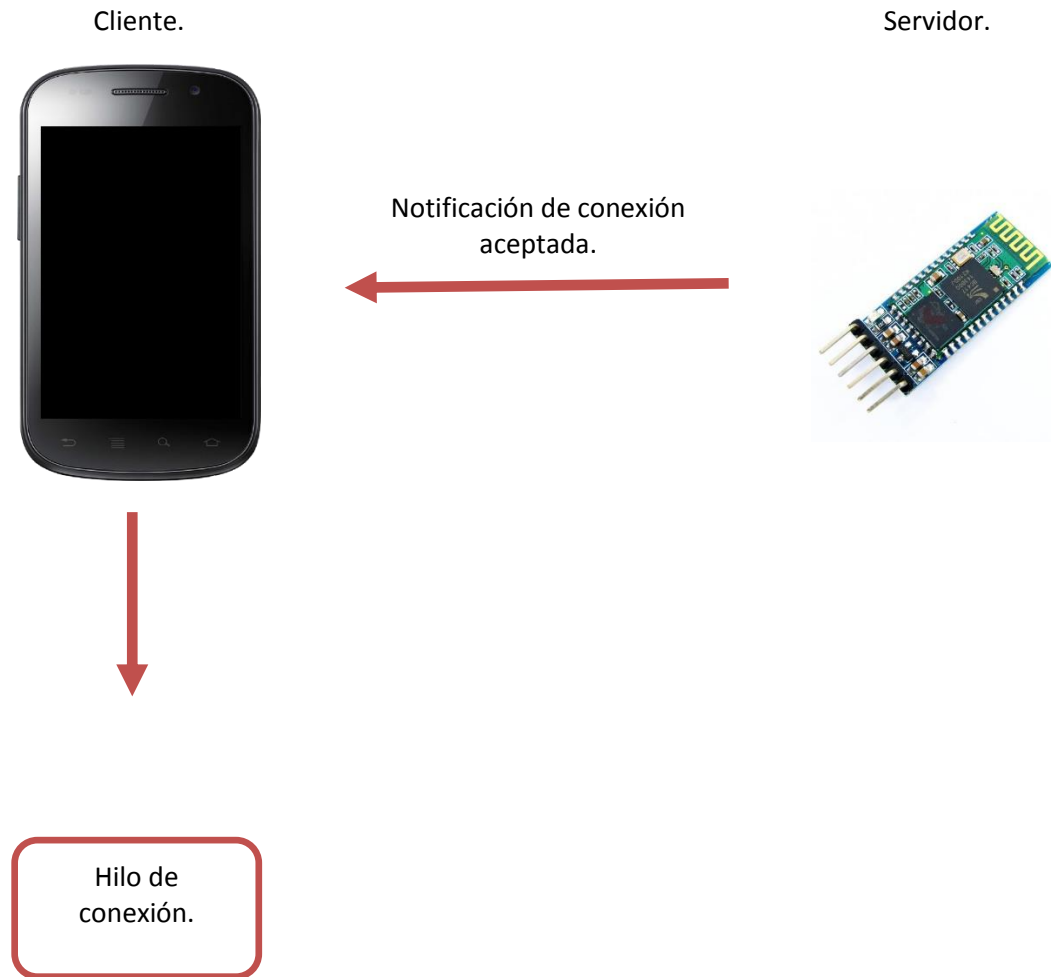 Cliente.
Servidor.
Notificación de conexión
aceptada.
Hilo de
conexión.